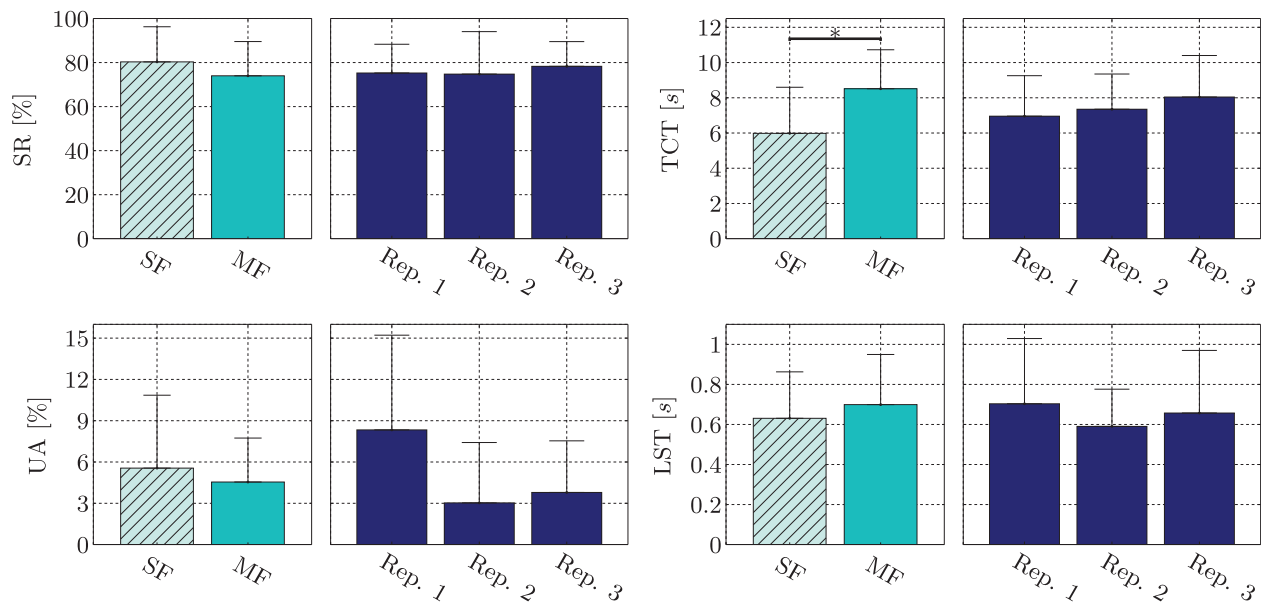 SR [%]
100
80
60
40
20
0
SF
MF
Rep. 1
Rep. 2
Rep. 3
TCT [s]
12
10
8
6
4
2
0
*
SF
MF
Rep. 1
Rep. 2
Rep. 3
UA [%]
15
12
9
6
3
0
SF
MF
Rep. 1
Rep. 2
Rep. 3
LST [s]
1
0.8
0.6
0.4
0.2
0
SF
MF
Rep. 1
Rep. 2
Rep. 3